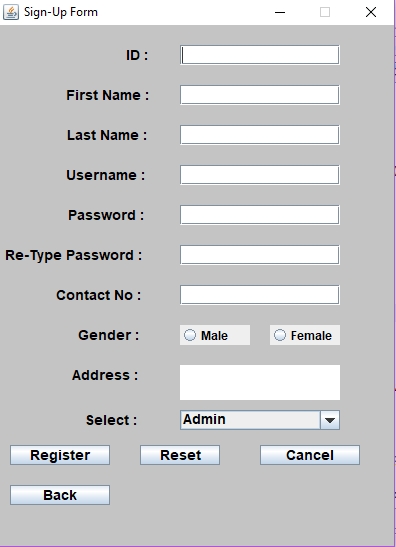 Sign-Up Form
ID :
First Name :
Last Name :
Username :
Password :
Re-Type Password :
Contact No :
Gender : Male Female
Address :
Select : Admin
Register Reset Cancel
Back